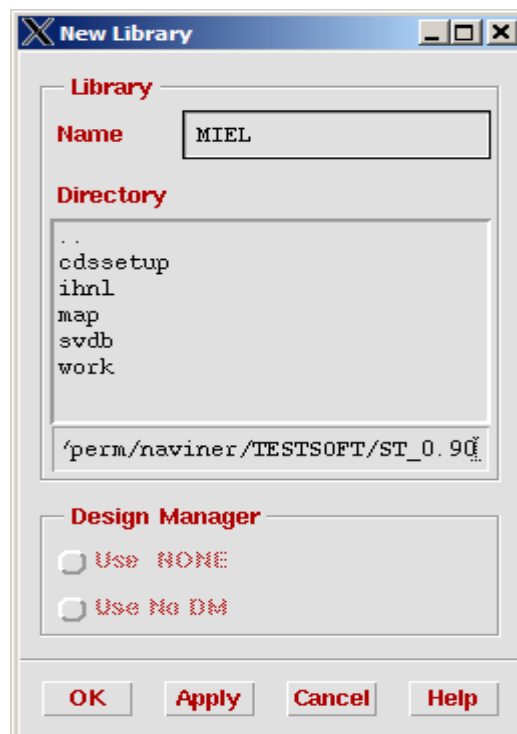 New Library
Library
Name MIEL
Directory
..
cdssetup
ihnl
map
svdb
work
/perm/naviner/TESTSOFT/ST_0.90
Design Manager
Use NONE
Use No DM
OK Apply Cancel Help